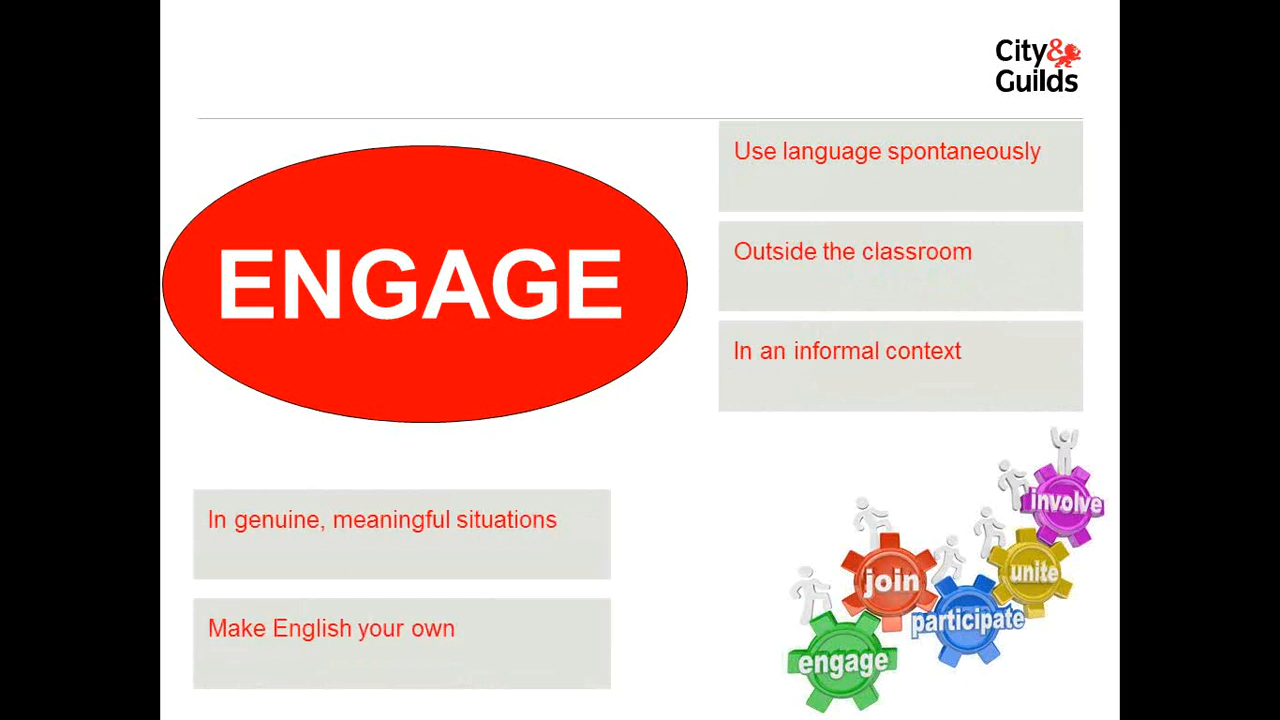 City&
Guilds
Use language spontaneously
ENGAGE
Outside the classroom
In an informal context
In genuine, meaningful situations
Make English your own
involve
unite
join
participate
engage